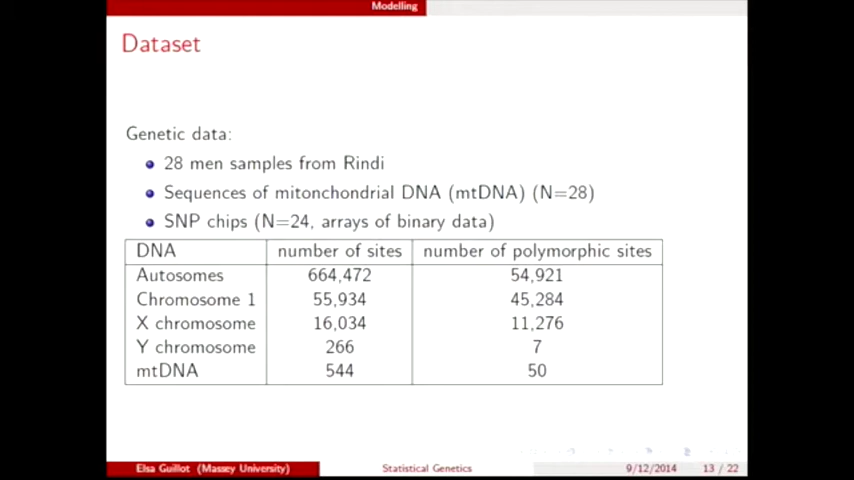 Modelling
Dataset
Genetic data:
28 men samples from Rindi
Sequences of mitonchondrial DNA (mtDNA) (N=28)
SNP chips (N=24, arrays of binary data)
DNA number of sites number of polymorphic sites
Autosomes 664,472 54,921
Chromosome 1 55,934 45,284
X chromosome 16,034 11,276
Y chromosome 266 7
mtDNA 544 50
Elsa Guillot (Massey University) Statistical Genetics 9/12/2014 13 / 22